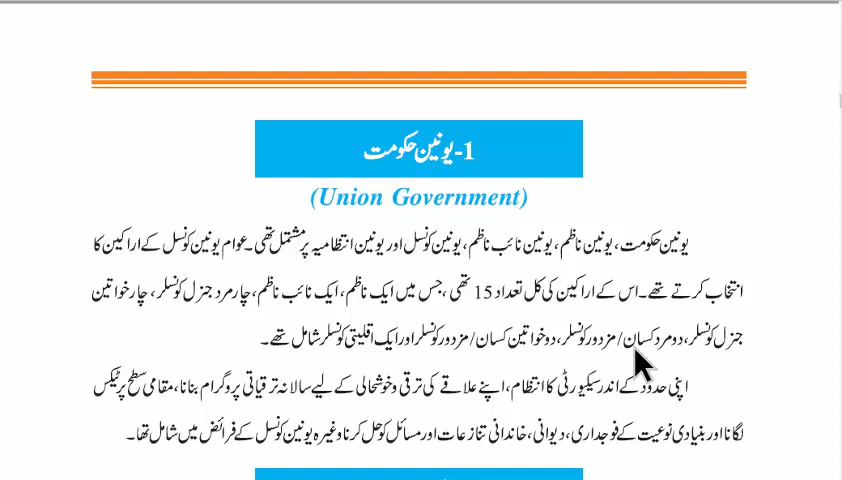 1- یونین حکومت
(Union Government)
یونین حکومت، یونین ناظم، یونین نائب ناظم، یونین کونسل اور یونین انتظامیہ پر مشتمل تھی۔ عوام یونین کونسل کے اراکین کا
انتخاب کرتے تھے۔ اس کے اراکین کی کل تعداد 15 تھی، جس میں ایک ناظم، ایک نائب ناظم، چار مرد جنرل کونسلر، چار خواتین
جنرل کونسلر، دو مرد کسان/ مزدور کونسلر، دو خواتین کسان/ مزدور کونسلر اور ایک اقلیتی کونسلر شامل تھے۔
اپنی حدود کے اندر سیکیورٹی کا انتظام، اپنے علاقے کی ترقی و خوشحالی کے لیے سالانہ ترقیاتی پروگرام بنانا، مقامی سطح پر ٹیکس
لگانا اور بنیادی نوعیت کے فوجداری، دیوانی، خاندانی تنازعات اور مسائل کو حل کرنا وغیرہ یونین کونسل کے فرائض میں شامل تھا۔